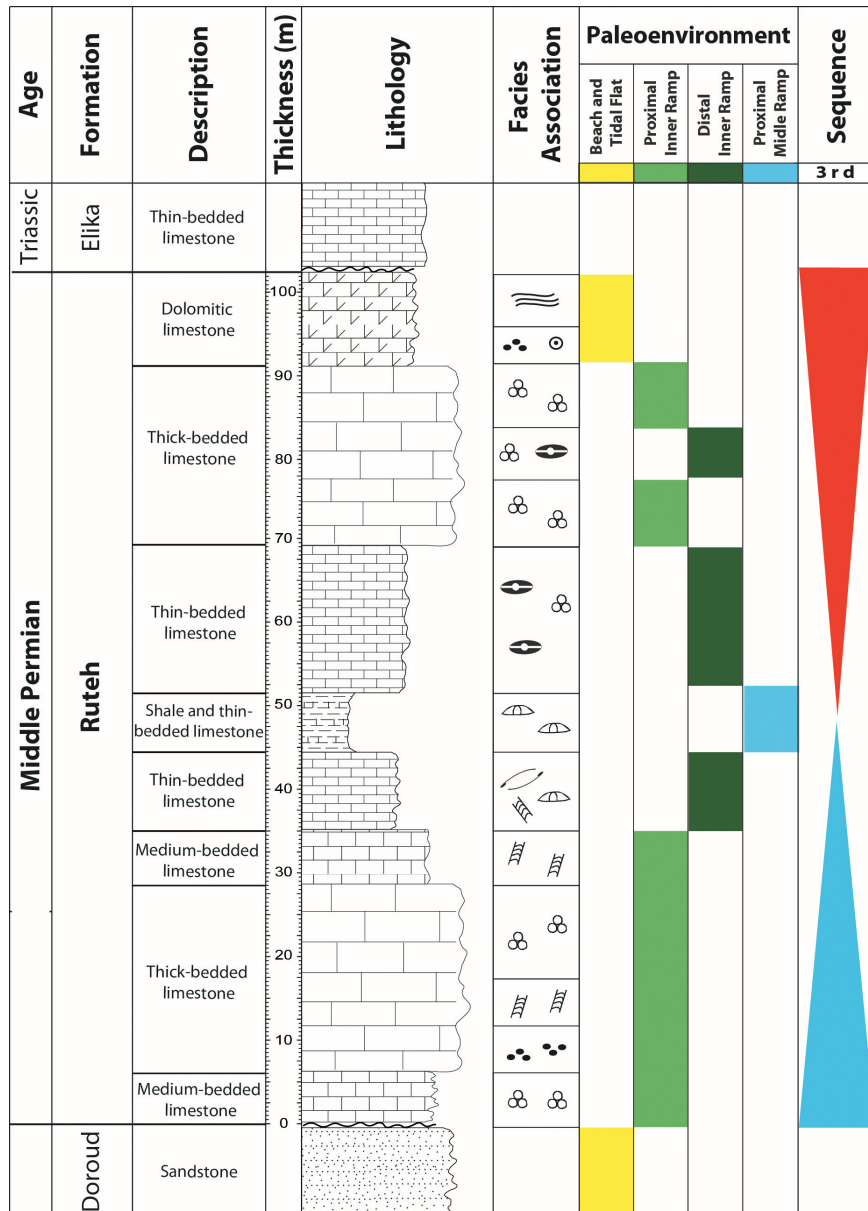 Age
Formation
Description
Thickness (m)
Lithology
Facies
Association
Paleoenvironment
Beach and
Tidal Flat
Proximal
Inner Ramp
Distal
Inner Ramp
Proximal
Midle Ramp
Sequence
3 r d
Triassic
Elika
Thin-bedded
limestone
Middle Permian
Ruteh
Dolomitic
limestone
100
90
Thick-bedded
limestone
80
70
Thin-bedded
limestone
60
50
Shale and thin-
bedded limestone
Thin-bedded
limestone
40
Medium-bedded
limestone
30
Thick-bedded
limestone
20
10
Medium-bedded
limestone
0
Doroud
Sandstone